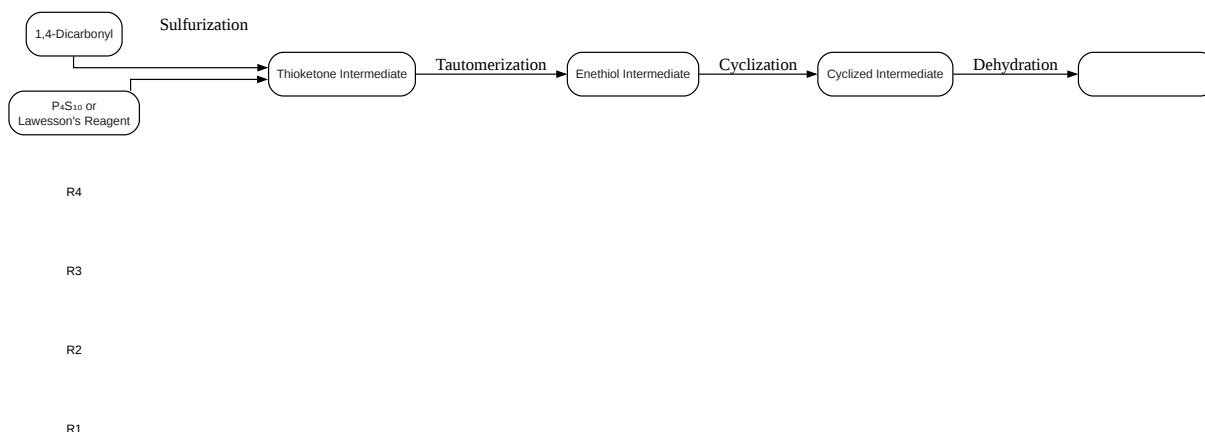 1,4-Dicarbonyl
Sulfurization
P₄S₁₀ or
Lawesson's Reagent
Thioketone Intermediate
Tautomerization
Enethiol Intermediate
Cyclization
Cyclized Intermediate
Dehydration
R4
R3
R2
R1